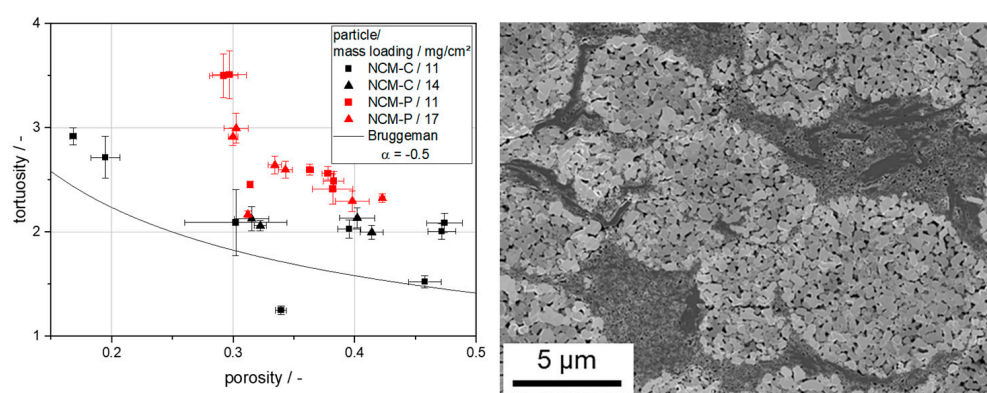 4
3
2
1
tortuosity / -
0.2
0.3
0.4
0.5
porosity / -
particle/
mass loading / mg/cm²
NCM-C / 11
NCM-C / 14
NCM-P / 11
NCM-P / 17
Bruggeman
α = -0.5
5 µm